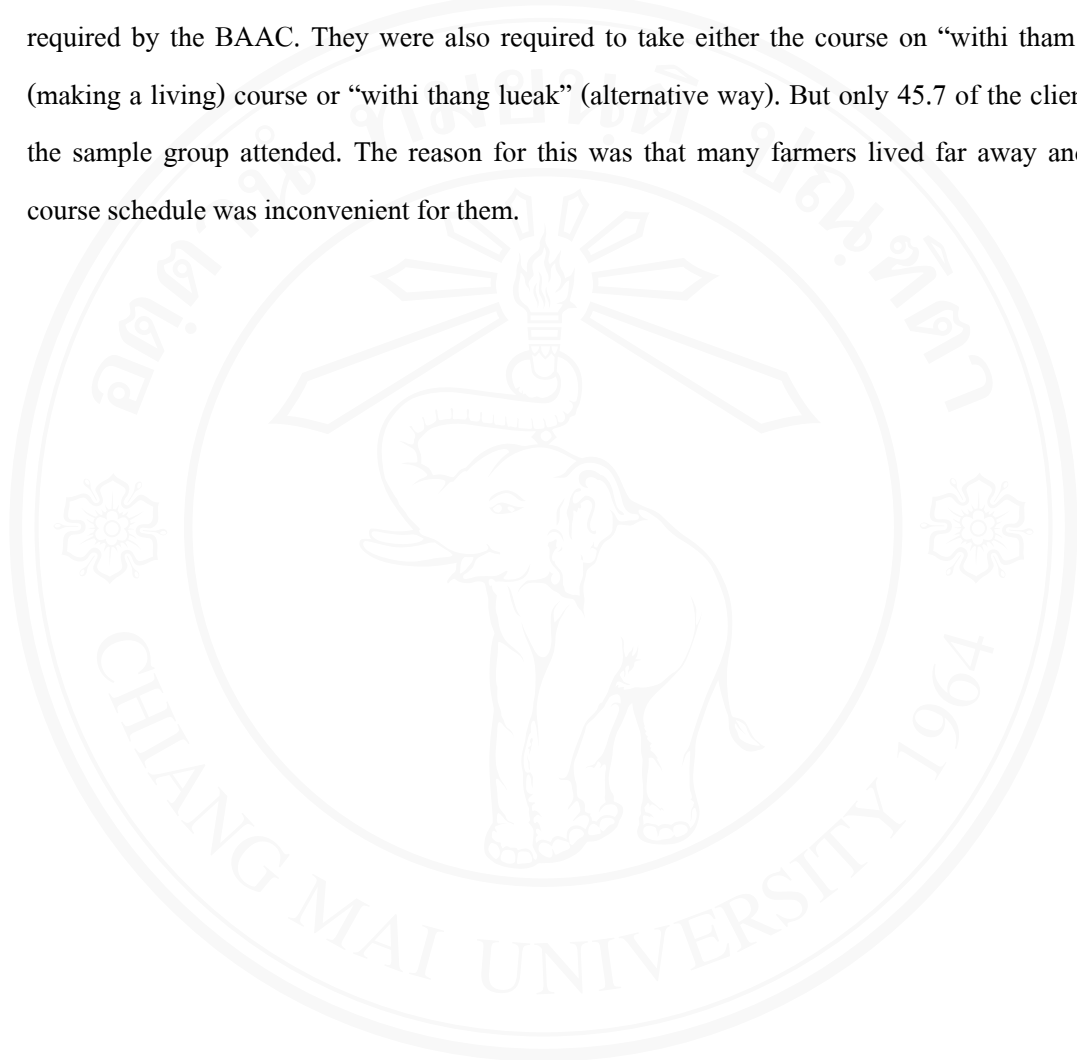 required by the BAAC. They were also required to take either the course on “withi tham
(making a living) course or “withi thang lueak” (alternative way). But only 45.7 of the clien
the sample group attended. The reason for this was that many farmers lived far away and
course schedule was inconvenient for them.
CHIANG MAI UNIVERSITY 1964